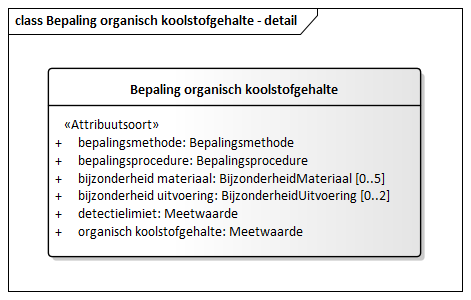 class Bepaling organisch koolstofgehalte - detail
Bepaling organisch koolstofgehalte
«Attribuutsoort»
+ bepalingsmethode: Bepalingsmethode
+ bepalingsprocedure: Bepalingsprocedure
+ bijzonderheid materiaal: BijzonderheidMateriaal [0..5]
+ bijzonderheid uitvoering: BijzonderheidUitvoering [0..2]
+ detectielimiet: Meetwaarde
+ organisch koolstofgehalte: Meetwaarde